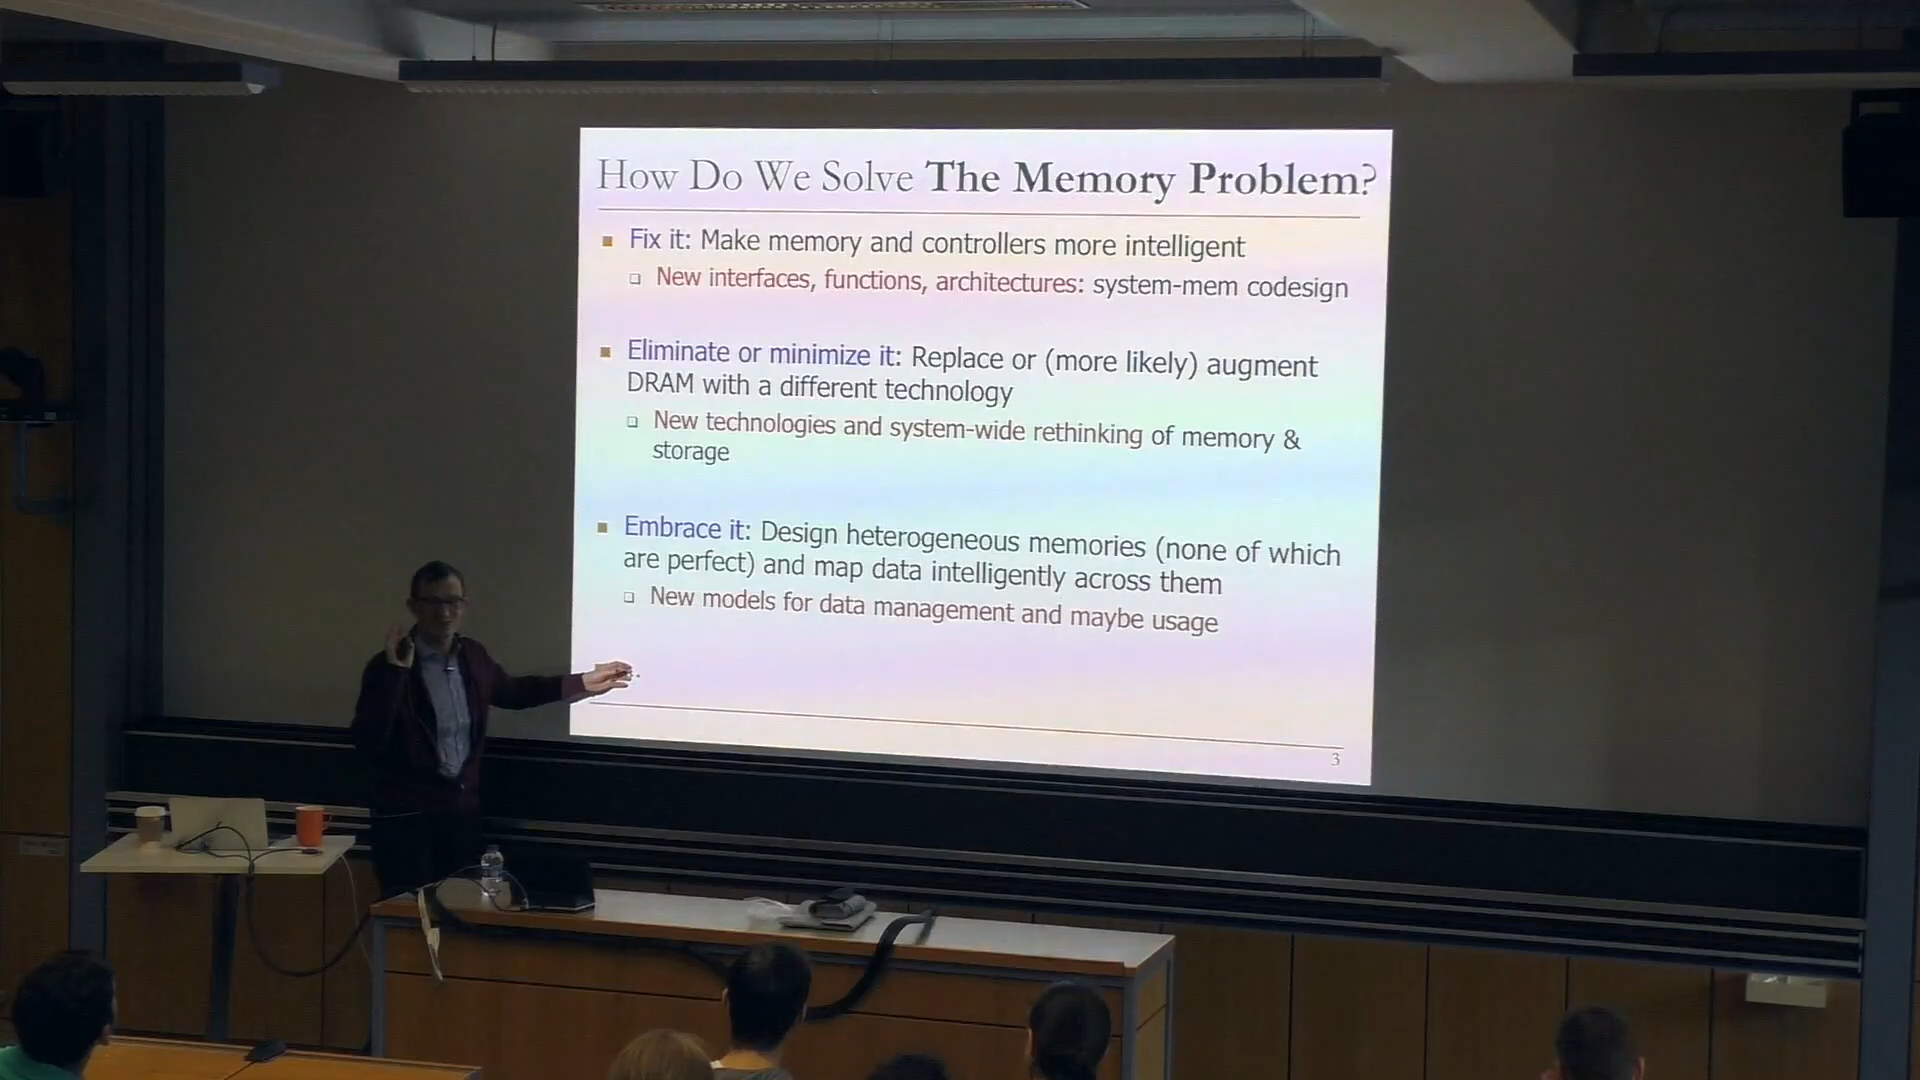 How Do We Solve The Memory Problem?
Fix it: Make memory and controllers more intelligent
New interfaces, functions, architectures: system-mem codesign
Eliminate or minimize it: Replace or (more likely) augment
DRAM with a different technology
New technologies and system-wide rethinking of memory &
storage
Embrace it: Design heterogeneous memories (none of which
are perfect) and map data intelligently across them
New models for data management and maybe usage
3